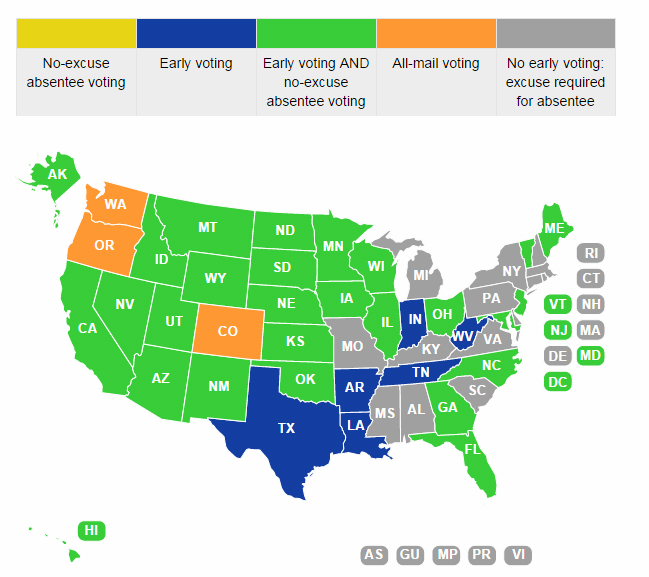 No-excuse
absentee voting
Early voting
Early voting AND
no-excuse
absentee voting
All-mail voting
No early voting:
excuse required
for absentee
AK
WA
OR
MT
ID
ND
MN
SD
WI
WY
MI
NY
ME
RI
CT
VT
NH
NJ
MA
DE
MD
DC
NV
CA
UT
CO
NE
IA
IL
IN
OH
PA
WV
VA
KS
MO
KY
NC
TN
AZ
NM
OK
AR
SC
MS
AL
GA
TX
LA
FL
HI
AS
GU
MP
PR
VI